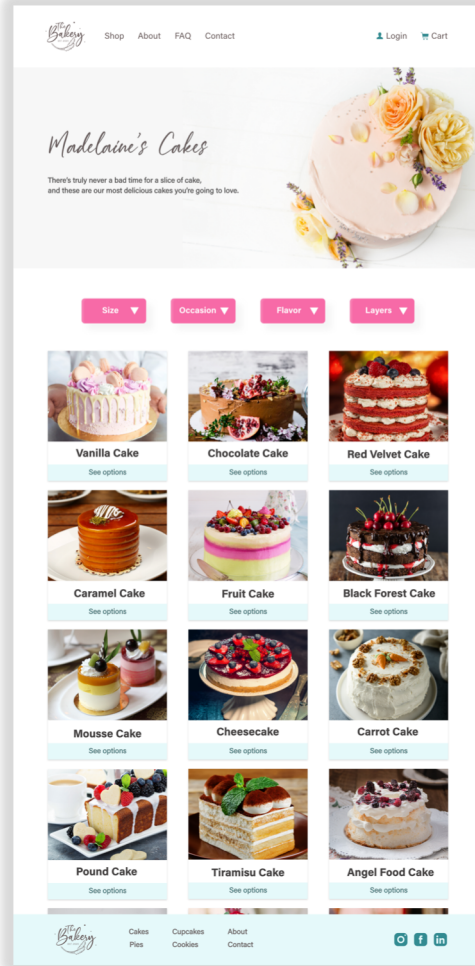 The
Bakery
Shop About FAQ Contact
Login Cart
Madelaine's Cakes
There's truly never a bad time for a slice of cake,
and these are our most delicious cakes you're going to love.
Size Occasion Flavor Layers
Vanilla Cake Chocolate Cake Red Velvet Cake
See options See options See options
Caramel Cake Fruit Cake Black Forest Cake
See options See options See options
Mousse Cake Cheesecake Carrot Cake
See options See options See options
Pound Cake Tiramisu Cake Angel Food Cake
See options See options See options
The
Bakery
Cakes Cupcakes About
Pies Cookies Contact